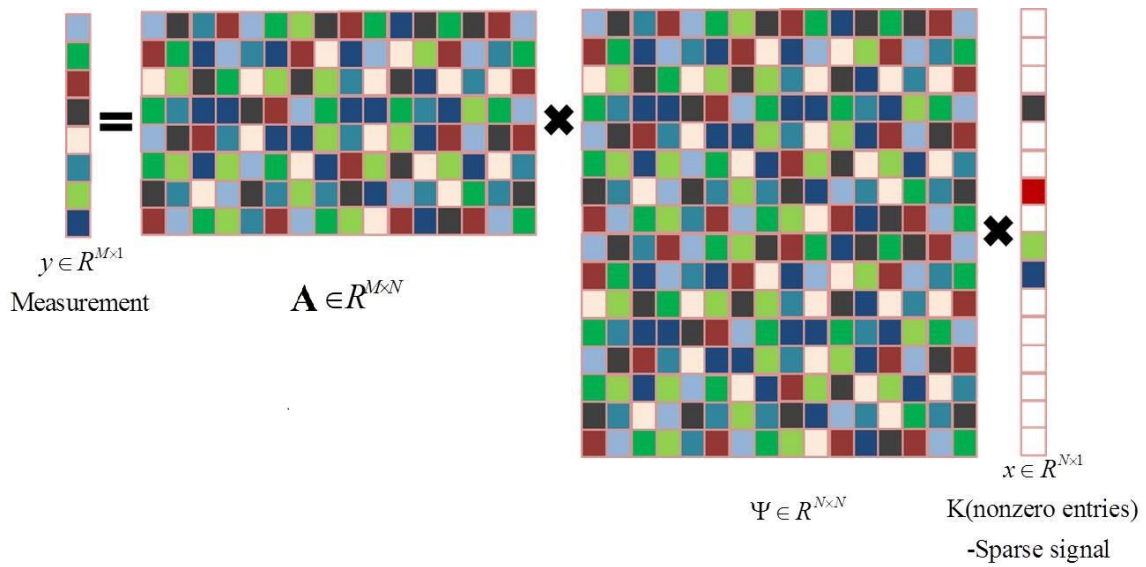 =
×
×
y ∈ R^{M×1}
Measurement
A ∈ R^{M×N}
Ψ ∈ R^{N×N}
x ∈ R^{N×1}
K(nonzero entries)
-Sparse signal